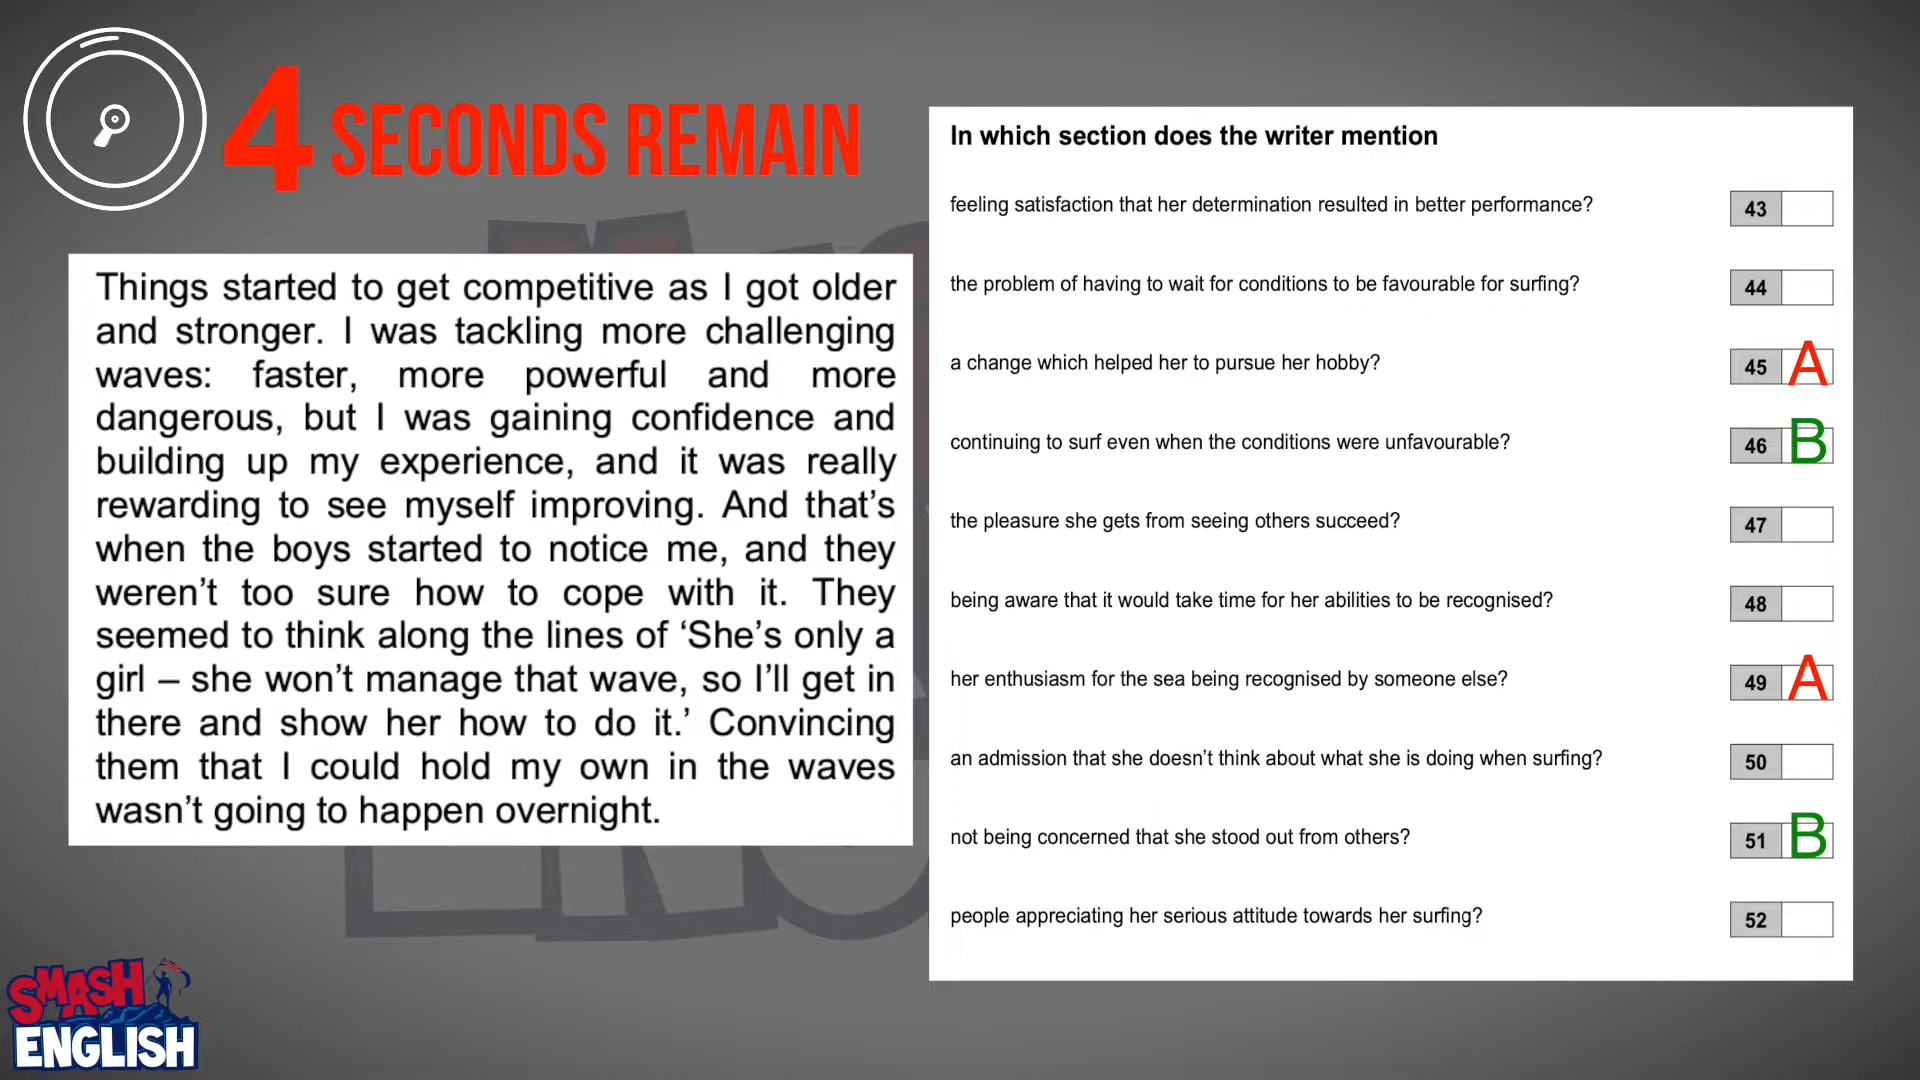 4 SECONDS REMAIN
Things started to get competitive as I got older
and stronger. I was tackling more challenging
waves: faster, more powerful and more
dangerous, but I was gaining confidence and
building up my experience, and it was really
rewarding to see myself improving. And that’s
when the boys started to notice me, and they
weren’t too sure how to cope with it. They
seemed to think along the lines of ‘She’s only a
girl – she won’t manage that wave, so I’ll get in
there and show her how to do it.’ Convincing
them that I could hold my own in the waves
wasn’t going to happen overnight.
In which section does the writer mention
feeling satisfaction that her determination resulted in better performance? 43
the problem of having to wait for conditions to be favourable for surfing? 44
a change which helped her to pursue her hobby? 45 A
continuing to surf even when the conditions were unfavourable? 46 B
the pleasure she gets from seeing others succeed? 47
being aware that it would take time for her abilities to be recognised? 48
her enthusiasm for the sea being recognised by someone else? 49 A
an admission that she doesn’t think about what she is doing when surfing? 50
not being concerned that she stood out from others? 51 B
people appreciating her serious attitude towards her surfing? 52
SMASH
ENGLISH